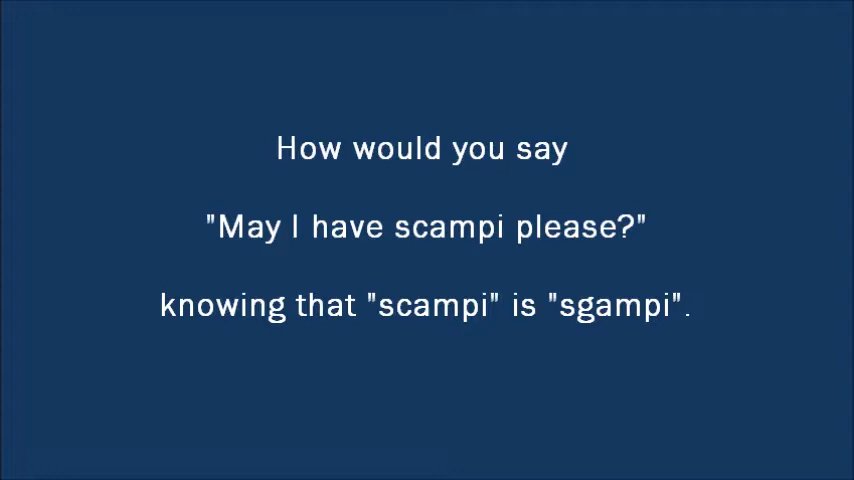 How would you say
"May I have scampi please?"
knowing that "scampi" is "sgampi".